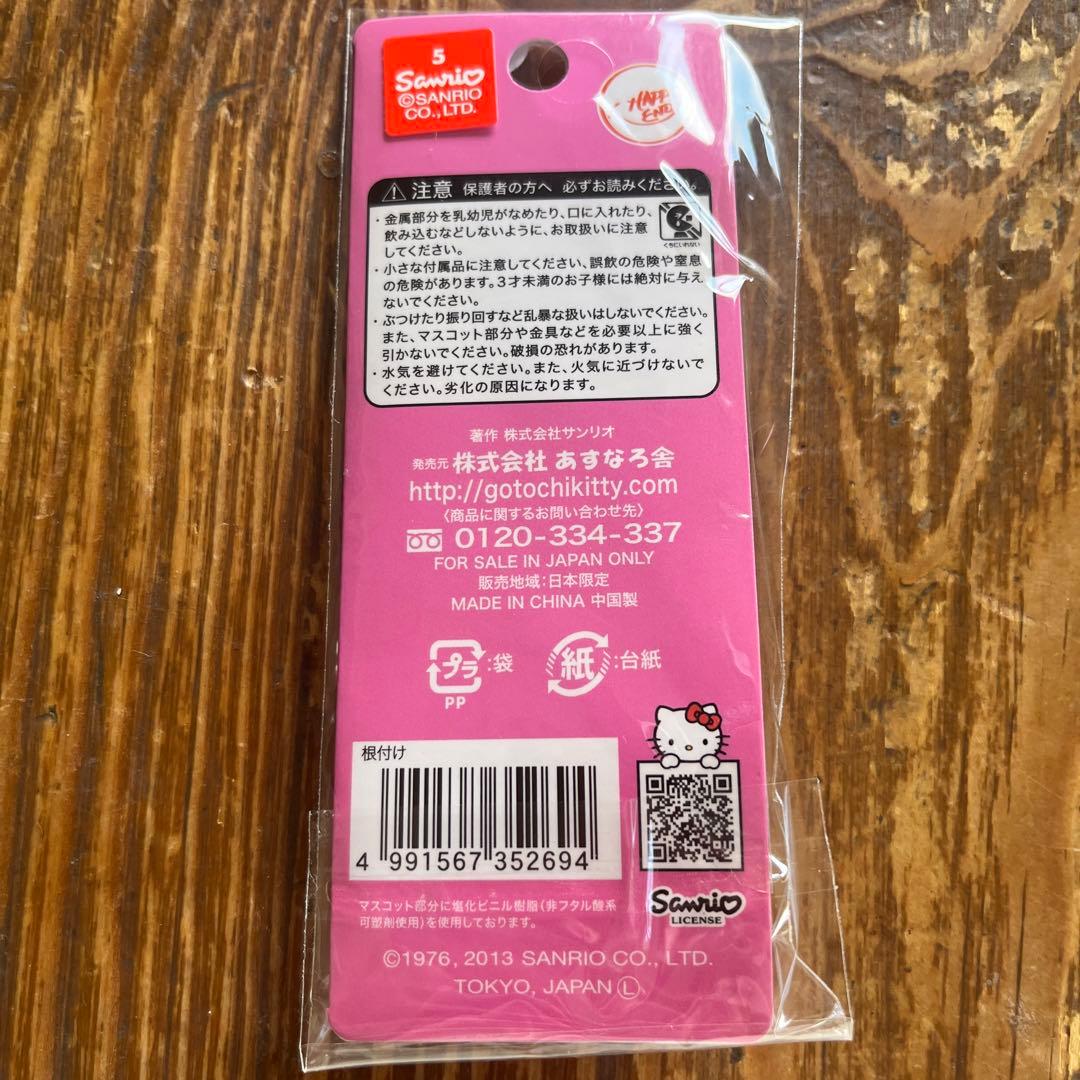 5
Sanrio
©SANRIO
CO., LTD.
HAPP
END
注意 保護者の方へ 必ずお読みください。
・金属部分を乳幼児がなめたり、口に入れたり、
飲み込むなどしないように、お取扱いに注意
してください。
くちにいれない
・小さな付属品に注意してください、誤飲の危険や窒息
の危険があります。3才未満のお子様には絶対に与え
ないでください。
・ぶつけたり振り回すなど乱暴な扱いはしないでください。
また、マスコット部分や金具などを必要以上に強く
引かないでください。破損の恐れがあります。
・水気を避けてください。また、火気に近づけないで
ください。劣化の原因になります。
著作 株式会社サンリオ
発売元 株式会社 あすなろ舎
http://gotochikitty.com
〈商品に関するお問い合わせ先〉
0120-334-337
FOR SALE IN JAPAN ONLY
販売地域:日本限定
MADE IN CHINA 中国製
プラ:袋
PP
紙:台紙
根付け
4 991567 352694
Sanrio
LICENSE
マスコット部分に塩化ビニル樹脂(非フタル酸系
可塑剤使用)を使用しております。
©1976, 2013 SANRIO CO., LTD.
TOKYO, JAPAN Ⓛ